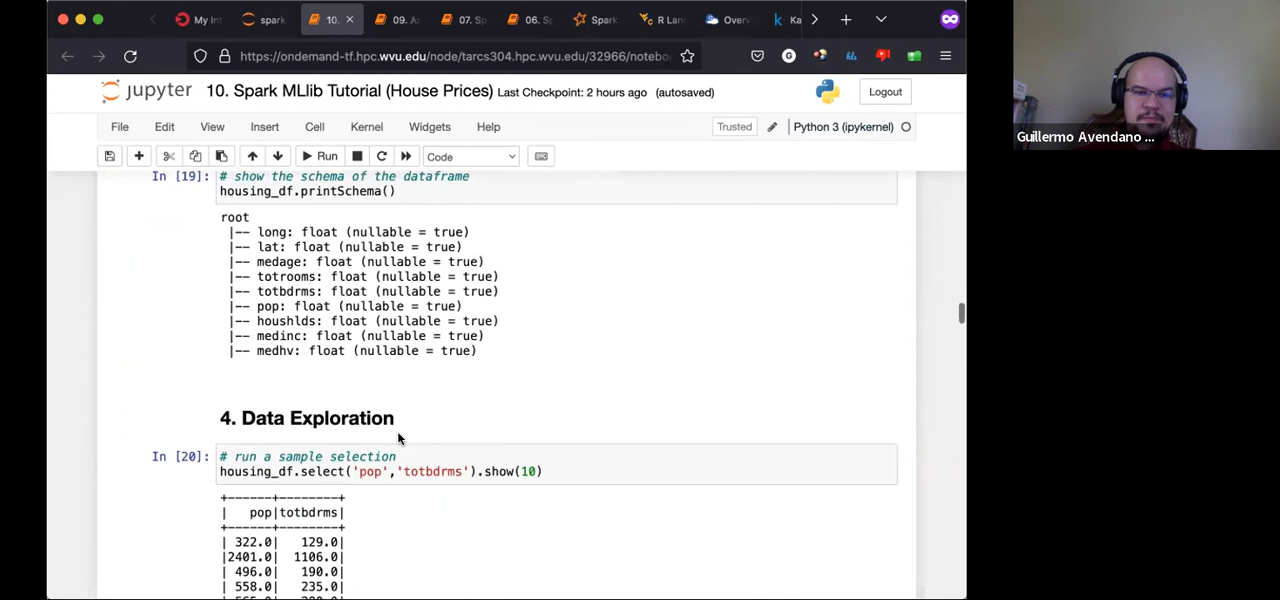 My In
spark
10.
09. A
07. Sp
06. S
Spark
R Lan
Overv
Ka
https://ondemand-tf.hpc.wvu.edu/node/tarcs304.hpc.wvu.edu/32966/notebo
G
jupyter 10. Spark MLlib Tutorial (House Prices) Last Checkpoint: 2 hours ago (autosaved)
Logout
File Edit View Insert Cell Kernel Widgets Help
Trusted
Python 3 (ipykernel)
Run
Code
In [19]: # show the schema of the dataframe
housing_df.printSchema()
root
|-- long: float (nullable = true)
|-- lat: float (nullable = true)
|-- medage: float (nullable = true)
|-- totrooms: float (nullable = true)
|-- totbdrms: float (nullable = true)
|-- pop: float (nullable = true)
|-- houshlds: float (nullable = true)
|-- medinc: float (nullable = true)
|-- medhv: float (nullable = true)
4. Data Exploration
In [20]: # run a sample selection
housing_df.select('pop','totbdrms').show(10)
+------+--------+
| pop|totbdrms|
+------+--------+
| 322.0| 129.0|
|2401.0| 1106.0|
| 496.0| 190.0|
| 558.0| 235.0|
Guillermo Avendano ...